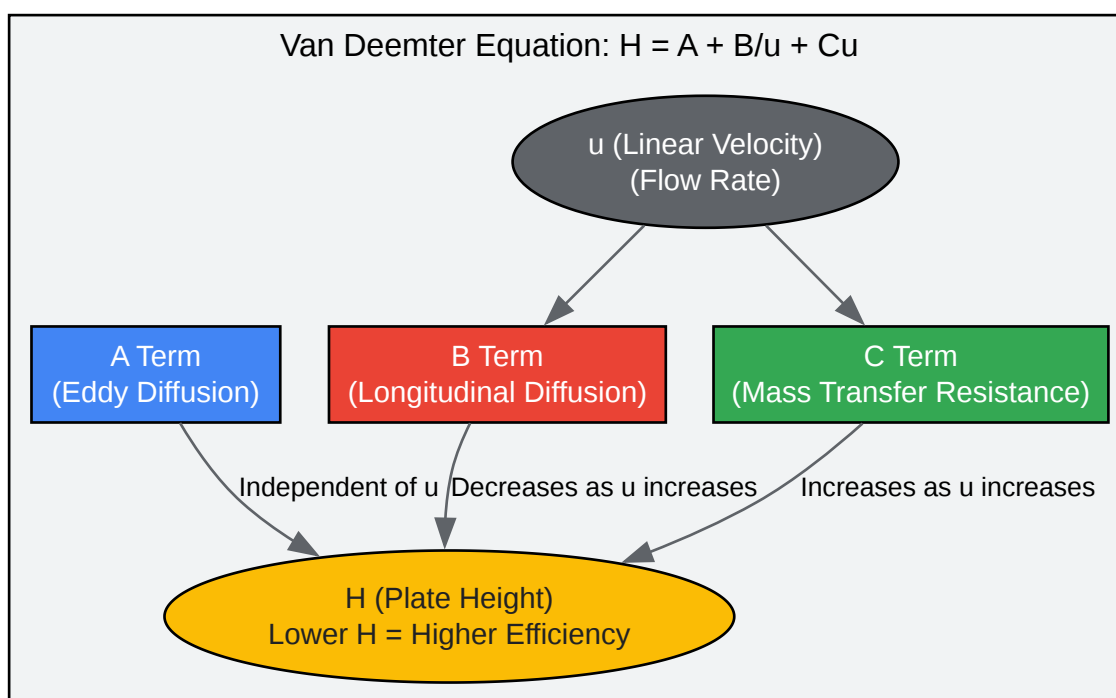 Van Deemter Equation: H = A + B/u + Cu
u (Linear Velocity)
(Flow Rate)
A Term
(Eddy Diffusion)
B Term
(Longitudinal Diffusion)
C Term
(Mass Transfer Resistance)
Independent of u
Decreases as u increases
Increases as u increases
H (Plate Height)
Lower H = Higher Efficiency